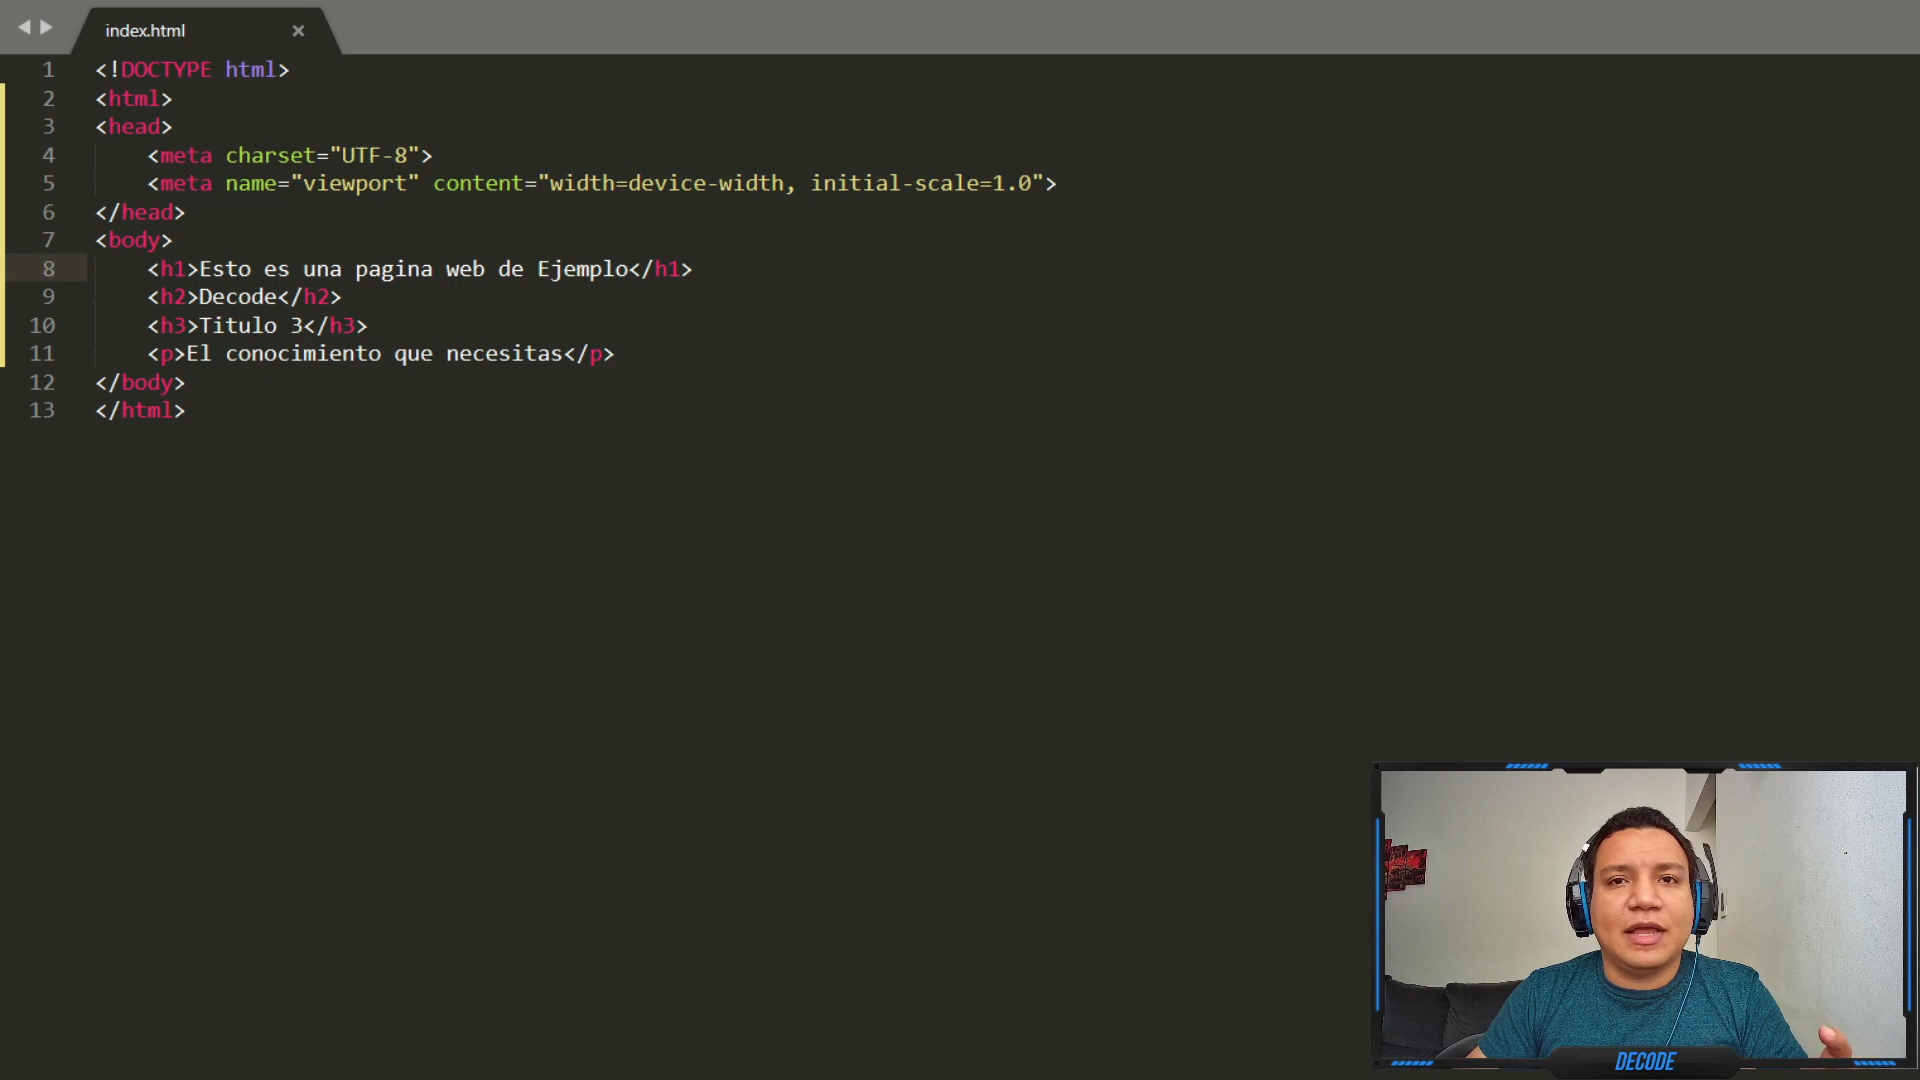 index.html ×
1 <!DOCTYPE html>
2 <html>
3 <head>
4 <meta charset="UTF-8">
5 <meta name="viewport" content="width=device-width, initial-scale=1.0">
6 </head>
7 <body>
8 <h1>Esto es una pagina web de Ejemplo</h1>
9 <h2>Decode</h2>
10 <h3>Titulo 3</h3>
11 <p>El conocimiento que necesitas</p>
12 </body>
13 </html>
DECODE